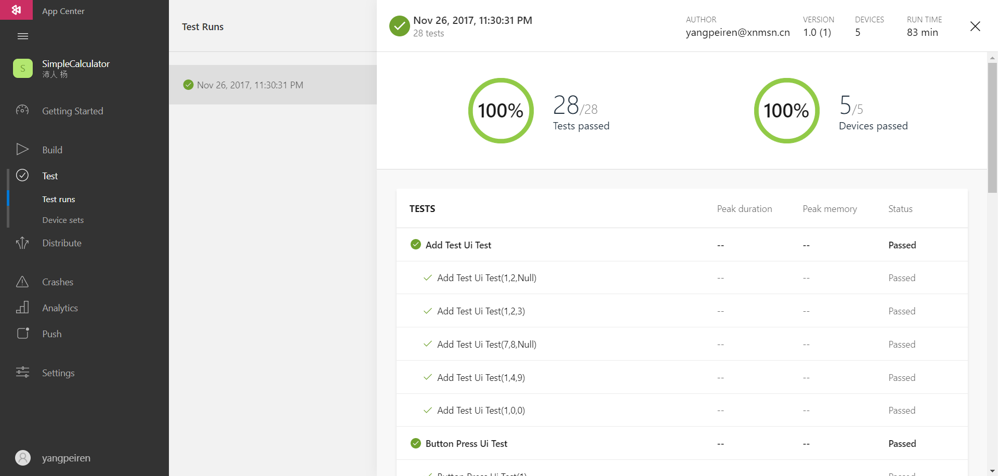 App Center
S
SimpleCalculator
沛人 杨
Getting Started
Build
Test
Test runs
Device sets
Distribute
Crashes
Analytics
Push
Settings
yangpeiren
Test Runs
Nov 26, 2017, 11:30:31 PM
Nov 26, 2017, 11:30:31 PM
28 tests
AUTHOR
yangpeiren@xnmsn.cn
VERSION
1.0 (1)
DEVICES
5
RUN TIME
83 min
100%
28/28
Tests passed
100%
5/5
Devices passed
TESTS Peak duration Peak memory Status
Add Test Ui Test -- -- Passed
Add Test Ui Test(1,2,Null) -- -- Passed
Add Test Ui Test(1,2,3) -- -- Passed
Add Test Ui Test(7,8,Null) -- -- Passed
Add Test Ui Test(1,4,9) -- -- Passed
Add Test Ui Test(1,0,0) -- -- Passed
Button Press Ui Test -- -- Passed
Button Press Ui Test(1) -- -- Passed